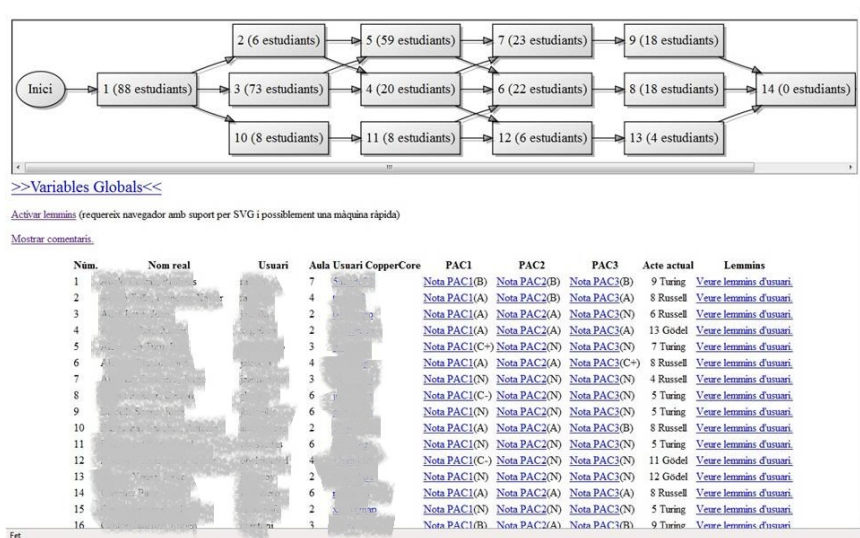 2 (6 estudiants) 5 (59 estudiants) 7 (23 estudiants) 9 (18 estudiants)
Inici 1 (88 estudiants) 3 (73 estudiants) 4 (20 estudiants) 6 (22 estudiants) 8 (18 estudiants) 14 (0 estudiants)
10 (8 estudiants) 11 (8 estudiants) 12 (6 estudiants) 13 (4 estudiants)
>>Variables Globals<<
Activar lemmins (requereix navegador amb suport per SVG i possiblement una màquina ràpida)
Mostrar comentaris.
Núm. Nom real Usuari Aula Usuari CopperCore PAC1 PAC2 PAC3 Acte actual Lemmins
1 7 Nota PAC1(B) Nota PAC2(B) Nota PAC3(B) 9 Turing Veure lemmins d'usuari.
2 4 Nota PAC1(A) Nota PAC2(B) Nota PAC3(A) 8 Russell Veure lemmins d'usuari.
3 2 Nota PAC1(A) Nota PAC2(A) Nota PAC3(N) 6 Russell Veure lemmins d'usuari.
4 2 Nota PAC1(A) Nota PAC2(A) Nota PAC3(A) 13 Gödel Veure lemmins d'usuari.
5 3 Nota PAC1(C+) Nota PAC2(N) Nota PAC3(N) 7 Turing Veure lemmins d'usuari.
6 4 Nota PAC1(A) Nota PAC2(A) Nota PAC3(C+) 8 Russell Veure lemmins d'usuari.
7 3 Nota PAC1(N) Nota PAC2(N) Nota PAC3(N) 4 Russell Veure lemmins d'usuari.
8 6 Nota PAC1(C-) Nota PAC2(N) Nota PAC3(N) 5 Turing Veure lemmins d'usuari.
9 6 Nota PAC1(N) Nota PAC2(N) Nota PAC3(N) 5 Turing Veure lemmins d'usuari.
10 2 Nota PAC1(A) Nota PAC2(A) Nota PAC3(B) 8 Russell Veure lemmins d'usuari.
11 6 Nota PAC1(N) Nota PAC2(N) Nota PAC3(N) 5 Turing Veure lemmins d'usuari.
12 4 Nota PAC1(C-) Nota PAC2(N) Nota PAC3(N) 11 Gödel Veure lemmins d'usuari.
13 2 Nota PAC1(N) Nota PAC2(N) Nota PAC3(N) 12 Gödel Veure lemmins d'usuari.
14 6 Nota PAC1(A) Nota PAC2(A) Nota PAC3(A) 8 Russell Veure lemmins d'usuari.
15 2 Nota PAC1(N) Nota PAC2(N) Nota PAC3(N) 5 Turing Veure lemmins d'usuari.
16 3 Nota PAC1(B) Nota PAC2(A) Nota PAC3(B) 9 Turing Veure lemmins d'usuari.
Fet